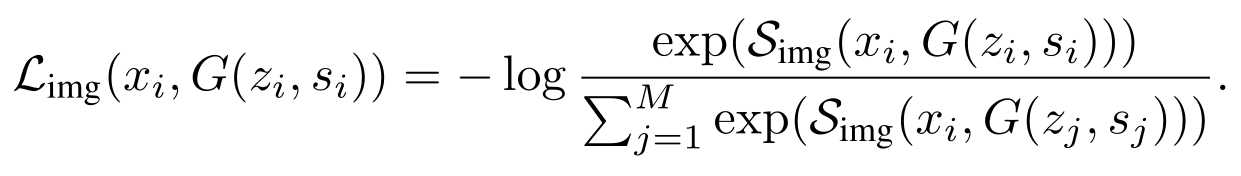 \mathcal{L}_{\text{img}}(x_i, G(z_i, s_i)) = -\log \frac{\exp(\mathcal{S}_{\text{img}}(x_i, G(z_i, s_i)))}{\sum_{j=1}^{M} \exp(\mathcal{S}_{\text{img}}(x_i, G(z_j, s_j)))}.